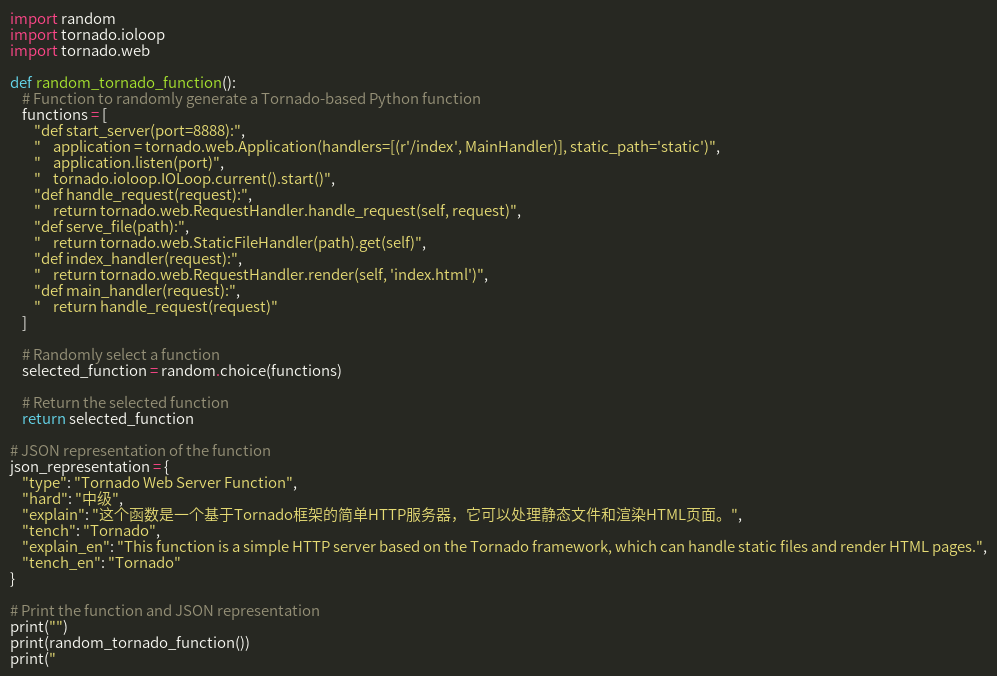 import random
import tornado.ioloop
import tornado.web

def random_tornado_function():
    # Function to randomly generate a Tornado-based Python function
    functions = [
        "def start_server(port=8888):",
        "    application = tornado.web.Application(handlers=[(r'/index', MainHandler)], static_path='static')",
        "    application.listen(port)",
        "    tornado.ioloop.IOLoop.current().start()",
        "def handle_request(request):",
        "    return tornado.web.RequestHandler.handle_request(self, request)",
        "def serve_file(path):",
        "    return tornado.web.StaticFileHandler(path).get(self)",
        "def index_handler(request):",
        "    return tornado.web.RequestHandler.render(self, 'index.html')",
        "def main_handler(request):",
        "    return handle_request(request)"
    ]

    # Randomly select a function
    selected_function = random.choice(functions)

    # Return the selected function
    return selected_function

# JSON representation of the function
json_representation = {
    "type": "Tornado Web Server Function",
    "hard": "中级",
    "explain": "这个函数是一个基于Tornado框架的简单HTTP服务器，它可以处理静态文件和渲染HTML页面。",
    "tench": "Tornado",
    "explain_en": "This function is a simple HTTP server based on the Tornado framework, which can handle static files and render HTML pages.",
    "tench_en": "Tornado"
}

# Print the function and JSON representation
print("")
print(random_tornado_function())
print("